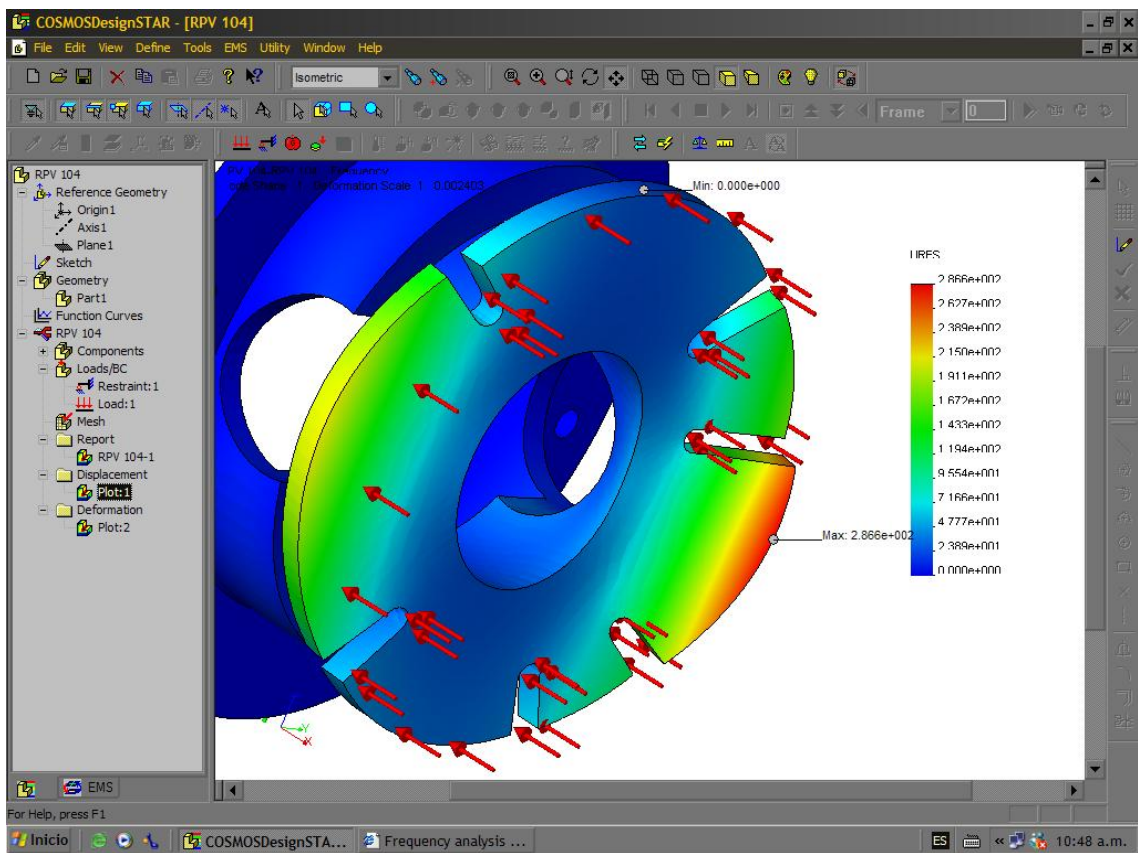 COSMOSDesignSTAR - [RPV 104]
File Edit View Define Tools EMS Utility Window Help
Isometric
Frame 0
RPV 104
Reference Geometry
Origin1
Axis1
Plane1
Sketch
Geometry
Part1
Function Curves
RPV 104
Components
Loads/BC
Restraint:1
Load:1
Mesh
Report
RPV 104-1
Displacement
Plot:1
Deformation
Plot:2
EMS
Frequency
Deformation Scale 1 : 0.002403
Min: 0.000e+000
Max: 2.866e+002
URES
2.866e+002
2.627e+002
2.389e+002
2.150e+002
1.911e+002
1.672e+002
1.433e+002
1.194e+002
9.554e+001
7.166e+001
4.777e+001
2.389e+001
0.000e+000
Y
X
For Help, press F1
Inicio COSMOSDesignSTA... Frequency analysis ... ES « 10:48 a.m.